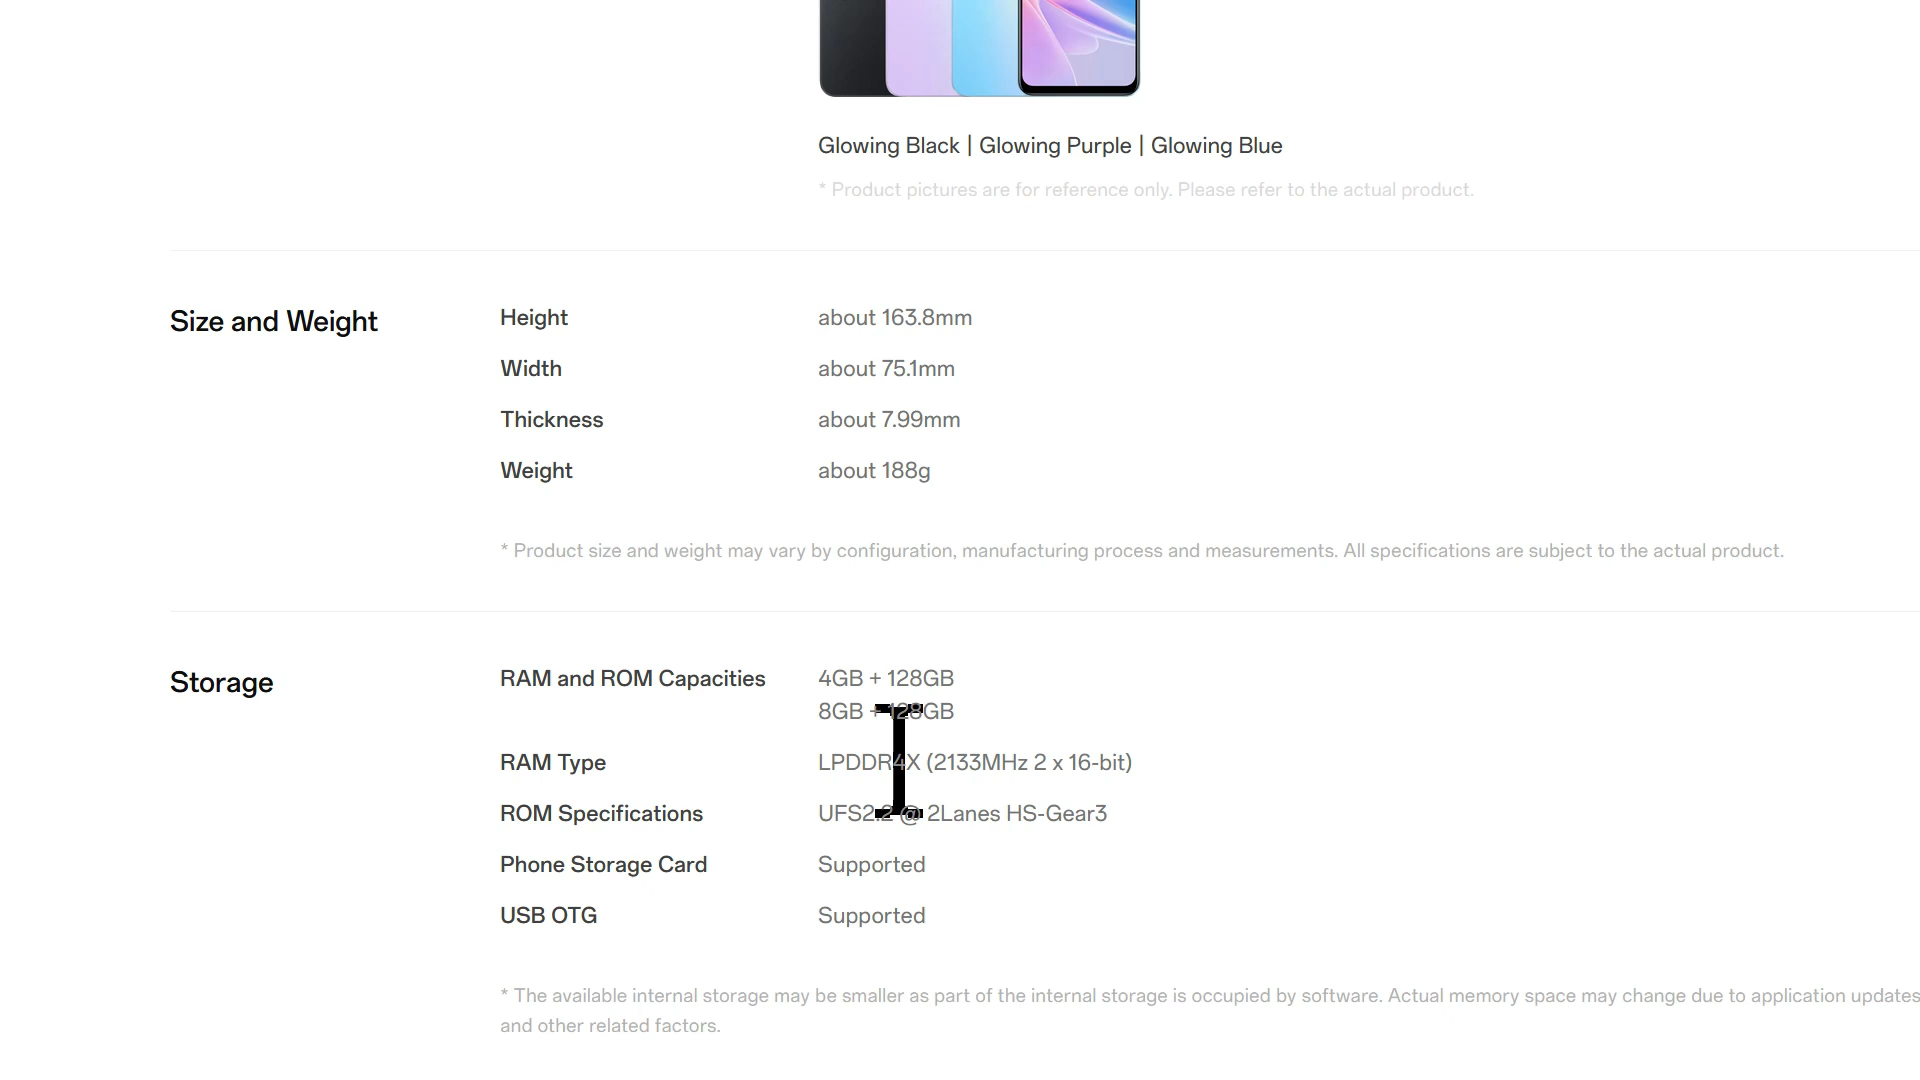 Glowing Black | Glowing Purple | Glowing Blue
* Product pictures are for reference only. Please refer to the actual product.
Size and Weight
Height about 163.8mm
Width about 75.1mm
Thickness about 7.99mm
Weight about 188g
* Product size and weight may vary by configuration, manufacturing process and measurements. All specifications are subject to the actual product.
Storage
RAM and ROM Capacities 4GB + 128GB
8GB + 128GB
RAM Type LPDDR4X (2133MHz 2 x 16-bit)
ROM Specifications UFS2.2 @ 2Lanes HS-Gear3
Phone Storage Card Supported
USB OTG Supported
* The available internal storage may be smaller as part of the internal storage is occupied by software. Actual memory space may change due to application updates
and other related factors.